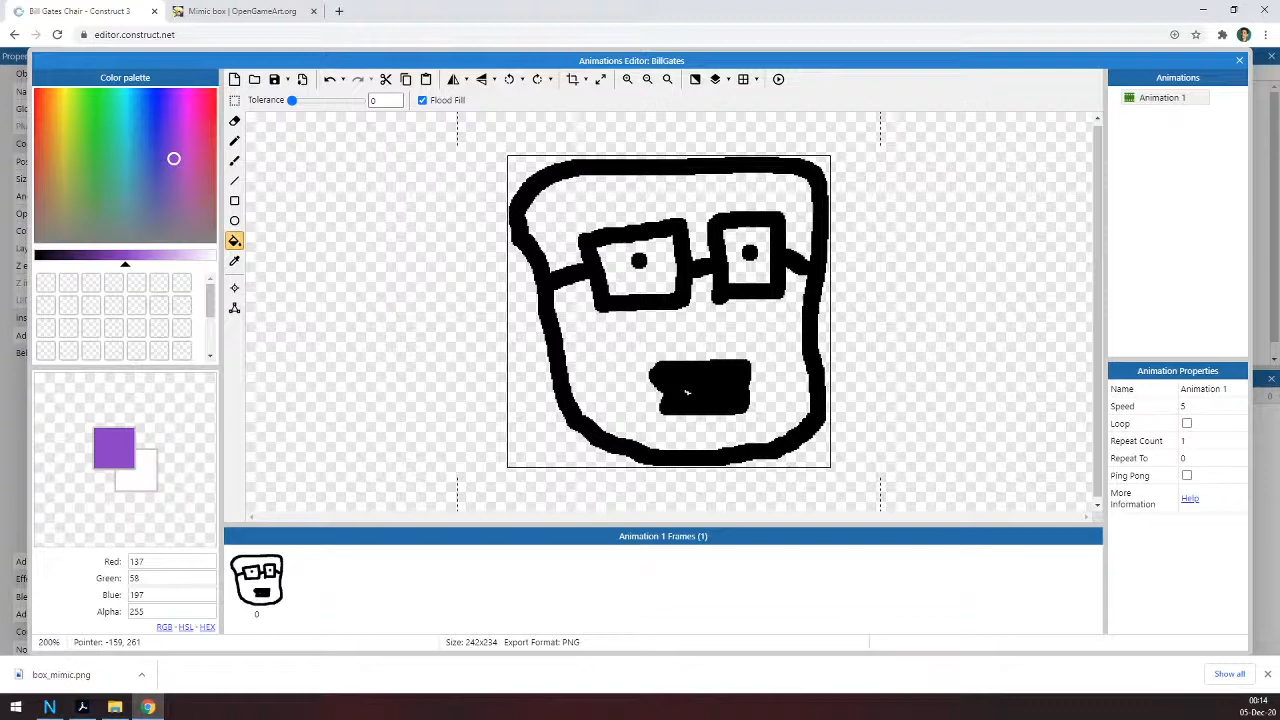 Bill Gates Chair - Construct 3
Mimic box | OpenGameArt.org
editor.construct.net
Animations Editor: BillGates
Color palette
Tolerance 0 Flood Fill
Animations
Animation 1
Animation Properties
Name Animation 1
Speed 5
Loop
Repeat Count 1
Repeat To 0
Ping Pong
More Information Help
Animation 1 Frames (1)
0
Red: 137
Green: 58
Blue: 197
Alpha: 255
RGB - HSL - HEX
200% Pointer: -159, 261 Size: 242x234 Export Format: PNG
box_mimic.png
Show all
00:14
05-Dec-20